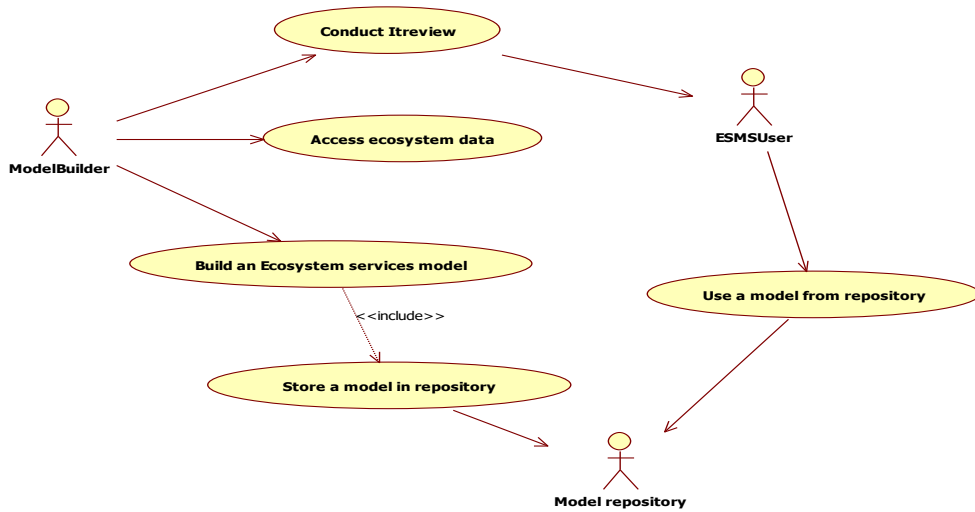 Conduct Itreview
Access ecosystem data
ModelBuilder
ESMSUser
Build an Ecosystem services model
Use a model from repository
<<include>>
Store a model in repository
Model repository